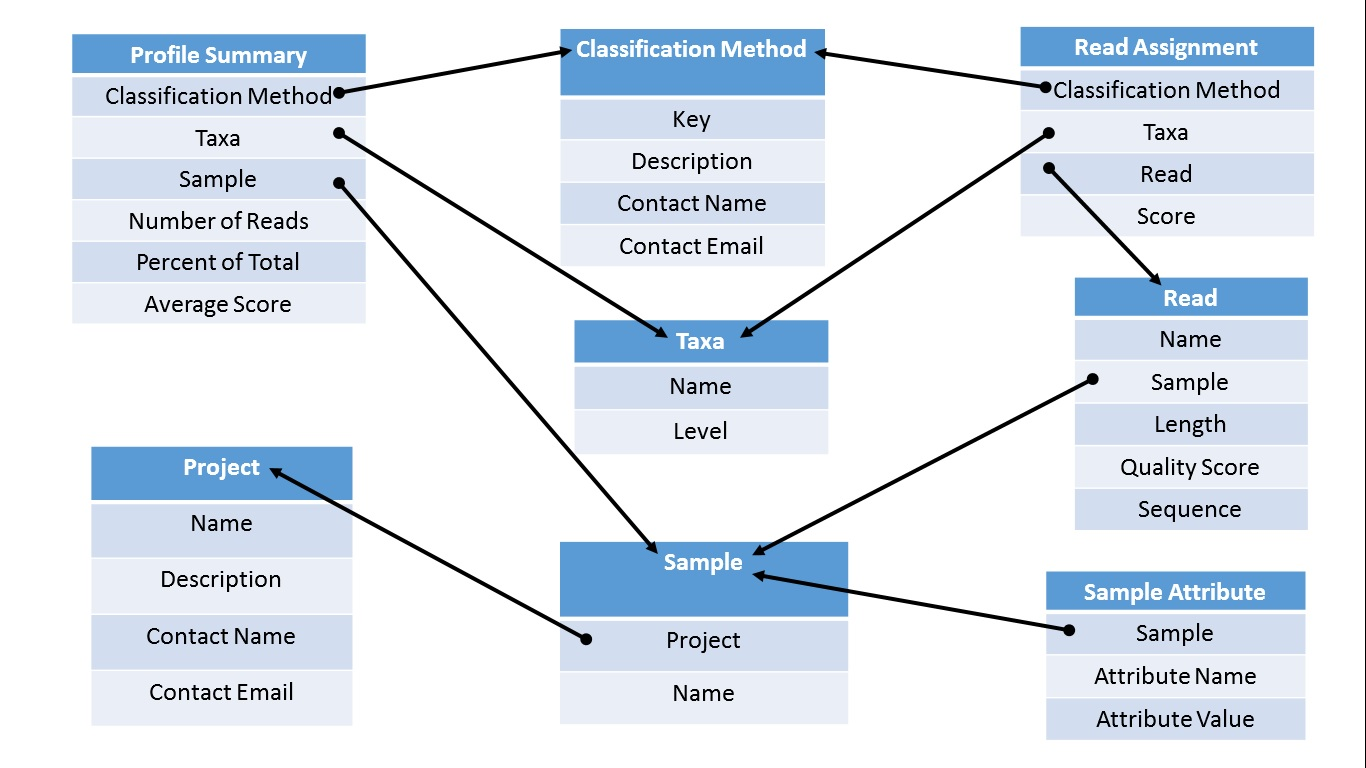 Profile Summary
Classification Method
Taxa
Sample
Number of Reads
Percent of Total
Average Score
Classification Method
Key
Description
Contact Name
Contact Email
Read Assignment
Classification Method
Taxa
Read
Score
Taxa
Name
Level
Read
Name
Sample
Length
Quality Score
Sequence
Project
Name
Description
Contact Name
Contact Email
Sample
Project
Name
Sample Attribute
Sample
Attribute Name
Attribute Value